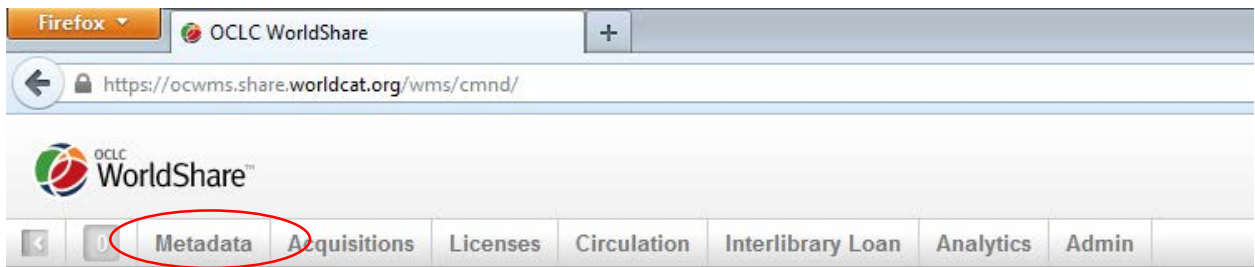 Firefox
OCLC WorldShare
+
https://ocwms.share.worldcat.org/wms/cmnd/
OCLC
WorldShare™
0 Metadata Acquisitions Licenses Circulation Interlibrary Loan Analytics Admin